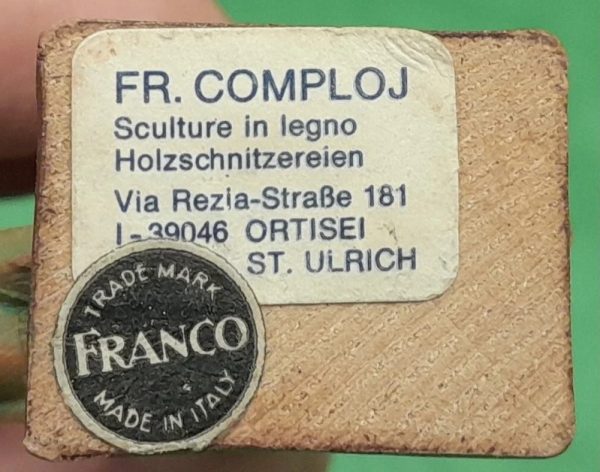 FR. COMPLOJ
Sculture in legno
Holzschnitzereien
Via Rezia-Straße 181
I-39046 ORTISEI
ST. ULRICH
TRADE MARK
FRANCO
MADE IN ITALY